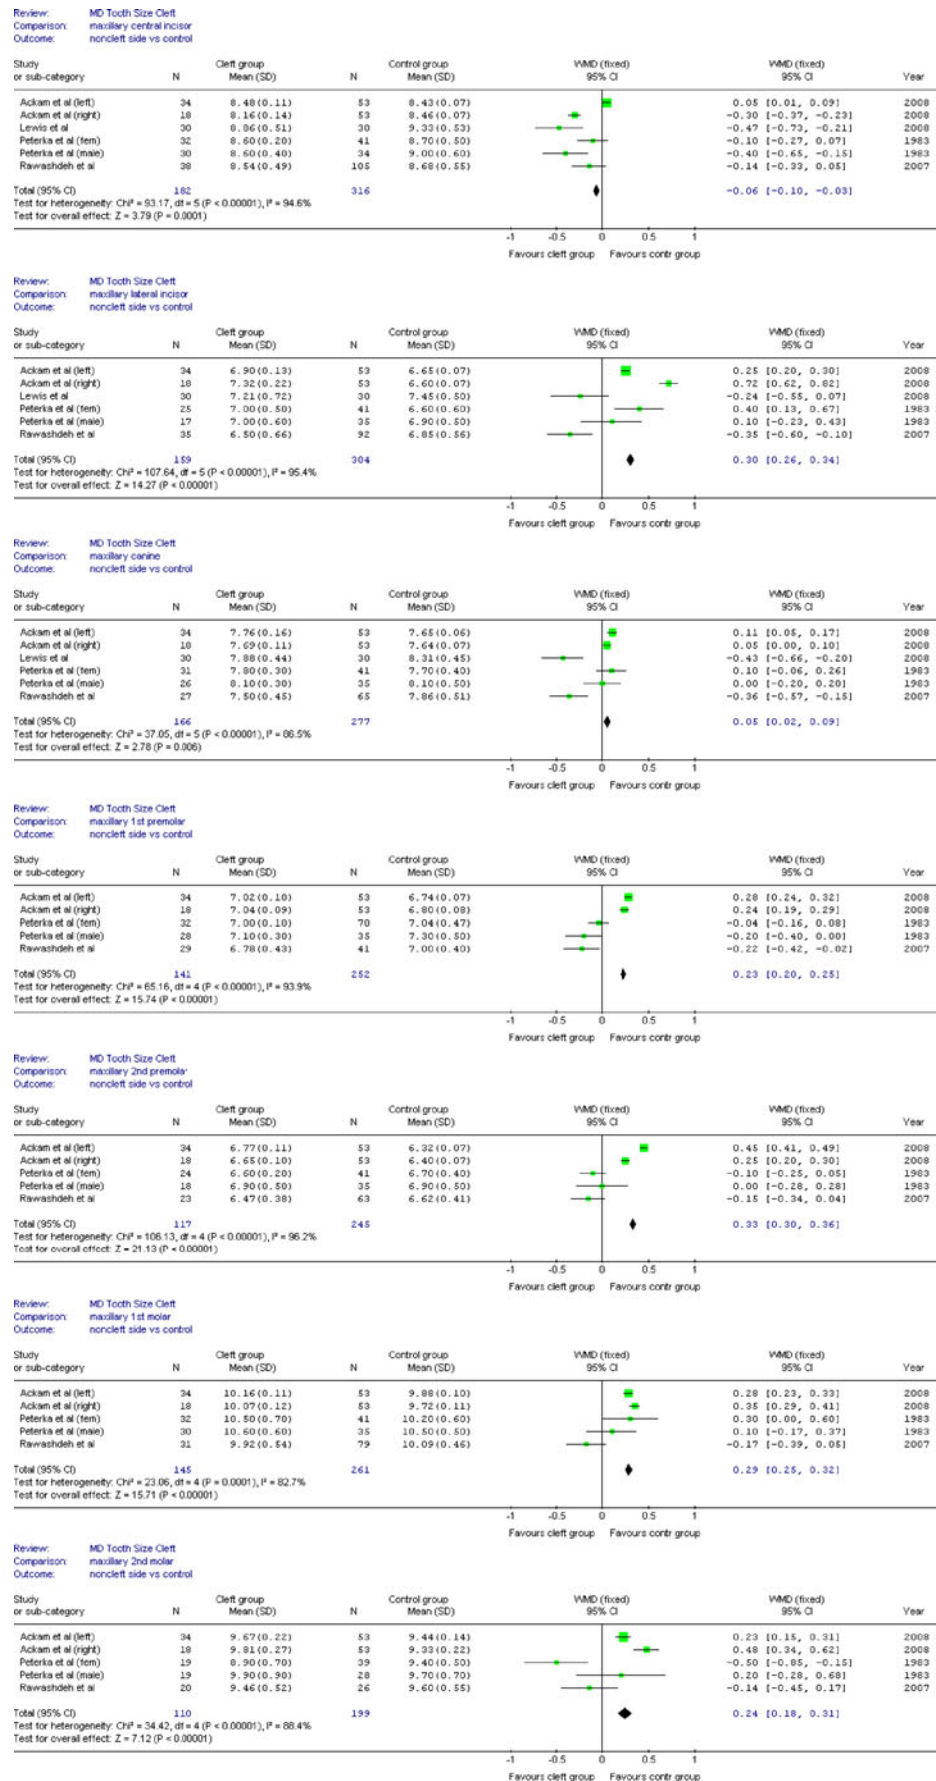 Review: MD Tooth Size Cleft
Comparison: maxillary central incisor
Outcome: noncleft side vs control
Study Cleft group Control group WMD (fixed) WMD (fixed)
or sub-category N Mean (SD) N Mean (SD) 95% CI 95% CI Year
Ackam et al (left) 34 8.48(0.11) 53 8.43(0.07) 0.05 [0.01, 0.09] 2008
Ackam et al (right) 18 8.16(0.14) 53 8.46(0.07) -0.30 [-0.37, -0.23] 2008
Lewis et al 30 8.86(0.51) 30 9.33(0.53) -0.47 [-0.73, -0.21] 2008
Peterka et al (fem) 32 8.60(0.20) 41 8.70(0.50) -0.10 [-0.27, 0.07] 1983
Peterka et al (male) 30 8.60(0.40) 34 9.00(0.60) -0.40 [-0.65, -0.15] 1983
Rawashdeh et al 38 8.54(0.49) 105 8.68(0.55) -0.14 [-0.33, 0.05] 2007
Total (95% CI) 182 316 -0.06 [-0.10, -0.03]
Test for heterogeneity: Chi² = 93.17, df = 5 (P < 0.00001), I² = 94.6%
Test for overall effect: Z = 3.79 (P = 0.0001)
-1 -0.5 0 0.5 1
Favours cleft group Favours contr group
Review: MD Tooth Size Cleft
Comparison: maxillary lateral incisor
Outcome: noncleft side vs control
Study Cleft group Control group WMD (fixed) WMD (fixed)
or sub-category N Mean (SD) N Mean (SD) 95% CI 95% CI Year
Ackam et al (left) 34 6.90(0.13) 53 6.65(0.07) 0.25 [0.20, 0.30] 2008
Ackam et al (right) 18 7.32(0.22) 53 6.60(0.07) 0.72 [0.62, 0.82] 2008
Lewis et al 30 7.21(0.72) 30 7.45(0.50) -0.24 [-0.55, 0.07] 2008
Peterka et al (fem) 25 7.00(0.50) 41 6.60(0.60) 0.40 [0.13, 0.67] 1983
Peterka et al (male) 17 7.00(0.60) 35 6.90(0.50) 0.10 [-0.23, 0.43] 1983
Rawashdeh et al 35 6.50(0.66) 92 6.85(0.56) -0.35 [-0.60, -0.10] 2007
Total (95% CI) 159 304 0.30 [0.26, 0.34]
Test for heterogeneity: Chi² = 107.64, df = 5 (P < 0.00001), I² = 95.4%
Test for overall effect: Z = 14.27 (P < 0.00001)
-1 -0.5 0 0.5 1
Favours cleft group Favours contr group
Review: MD Tooth Size Cleft
Comparison: maxillary canine
Outcome: noncleft side vs control
Study Cleft group Control group WMD (fixed) WMD (fixed)
or sub-category N Mean (SD) N Mean (SD) 95% CI 95% CI Year
Ackam et al (left) 34 7.76(0.16) 53 7.65(0.06) 0.11 [0.05, 0.17] 2008
Ackam et al (right) 18 7.69(0.11) 53 7.64(0.07) 0.05 [0.00, 0.10] 2008
Lewis et al 30 7.88(0.44) 30 8.31(0.45) -0.43 [-0.66, -0.20] 2008
Peterka et al (fem) 31 7.80(0.30) 41 7.70(0.40) 0.10 [-0.06, 0.26] 1983
Peterka et al (male) 26 8.10(0.30) 35 8.10(0.50) 0.00 [-0.20, 0.20] 1983
Rawashdeh et al 27 7.50(0.45) 65 7.86(0.51) -0.36 [-0.57, -0.15] 2007
Total (95% CI) 166 277 0.05 [0.02, 0.09]
Test for heterogeneity: Chi² = 37.05, df = 5 (P < 0.00001), I² = 86.5%
Test for overall effect: Z = 2.78 (P = 0.006)
-1 -0.5 0 0.5 1
Favours cleft group Favours contr group
Review: MD Tooth Size Cleft
Comparison: maxillary 1st premolar
Outcome: noncleft side vs control
Study Cleft group Control group WMD (fixed) WMD (fixed)
or sub-category N Mean (SD) N Mean (SD) 95% CI 95% CI Year
Ackam et al (left) 34 7.02(0.10) 53 6.74(0.07) 0.28 [0.24, 0.32] 2008
Ackam et al (right) 18 7.04(0.09) 53 6.80(0.08) 0.24 [0.19, 0.29] 2008
Peterka et al (fem) 32 7.00(0.10) 70 7.04(0.47) -0.04 [-0.16, 0.08] 1983
Peterka et al (male) 28 7.10(0.30) 35 7.30(0.50) -0.20 [-0.40, 0.00] 1983
Rawashdeh et al 29 6.78(0.43) 41 7.00(0.40) -0.22 [-0.42, -0.02] 2007
Total (95% CI) 141 252 0.23 [0.20, 0.25]
Test for heterogeneity: Chi² = 65.16, df = 4 (P < 0.00001), I² = 93.9%
Test for overall effect: Z = 15.74 (P < 0.00001)
-1 -0.5 0 0.5 1
Favours cleft group Favours contr group
Review: MD Tooth Size Cleft
Comparison: maxillary 2nd premolar
Outcome: noncleft side vs control
Study Cleft group Control group WMD (fixed) WMD (fixed)
or sub-category N Mean (SD) N Mean (SD) 95% CI 95% CI Year
Ackam et al (left) 34 6.77(0.11) 53 6.32(0.07) 0.45 [0.41, 0.49] 2008
Ackam et al (right) 18 6.65(0.10) 53 6.40(0.07) 0.25 [0.20, 0.30] 2008
Peterka et al (fem) 24 6.60(0.20) 41 6.70(0.40) -0.10 [-0.25, 0.05] 1983
Peterka et al (male) 18 6.90(0.50) 35 6.90(0.50) 0.00 [-0.28, 0.28] 1983
Rawashdeh et al 23 6.47(0.38) 63 6.62(0.41) -0.15 [-0.34, 0.04] 2007
Total (95% CI) 117 245 0.33 [0.30, 0.36]
Test for heterogeneity: Chi² = 106.13, df = 4 (P < 0.00001), I² = 96.2%
Test for overall effect: Z = 21.13 (P < 0.00001)
-1 -0.5 0 0.5 1
Favours cleft group Favours contr group
Review: MD Tooth Size Cleft
Comparison: maxillary 1st molar
Outcome: noncleft side vs control
Study Cleft group Control group WMD (fixed) WMD (fixed)
or sub-category N Mean (SD) N Mean (SD) 95% CI 95% CI Year
Ackam et al (left) 34 10.16(0.11) 53 9.88(0.10) 0.28 [0.23, 0.33] 2008
Ackam et al (right) 18 10.07(0.12) 53 9.72(0.11) 0.35 [0.29, 0.41] 2008
Peterka et al (fem) 32 10.50(0.70) 41 10.20(0.60) 0.30 [0.00, 0.60] 1983
Peterka et al (male) 30 10.60(0.60) 35 10.50(0.50) 0.10 [-0.17, 0.37] 1983
Rawashdeh et al 31 9.92(0.54) 79 10.09(0.46) -0.17 [-0.39, 0.05] 2007
Total (95% CI) 145 261 0.29 [0.25, 0.32]
Test for heterogeneity: Chi² = 23.06, df = 4 (P = 0.0001), I² = 82.7%
Test for overall effect: Z = 15.71 (P < 0.00001)
-1 -0.5 0 0.5 1
Favours cleft group Favours contr group
Review: MD Tooth Size Cleft
Comparison: maxillary 2nd molar
Outcome: noncleft side vs control
Study Cleft group Control group WMD (fixed) WMD (fixed)
or sub-category N Mean (SD) N Mean (SD) 95% CI 95% CI Year
Ackam et al (left) 34 9.67(0.22) 53 9.44(0.14) 0.23 [0.15, 0.31] 2008
Ackam et al (right) 18 9.81(0.27) 53 9.33(0.22) 0.48 [0.34, 0.62] 2008
Peterka et al (fem) 19 8.90(0.70) 39 9.40(0.50) -0.50 [-0.85, -0.15] 1983
Peterka et al (male) 19 9.90(0.90) 28 9.70(0.70) 0.20 [-0.28, 0.68] 1983
Rawashdeh et al 20 9.46(0.52) 26 9.60(0.55) -0.14 [-0.45, 0.17] 2007
Total (95% CI) 110 199 0.24 [0.18, 0.31]
Test for heterogeneity: Chi² = 34.42, df = 4 (P < 0.00001), I² = 88.4%
Test for overall effect: Z = 7.12 (P < 0.00001)
-1 -0.5 0 0.5 1
Favours cleft group Favours contr group